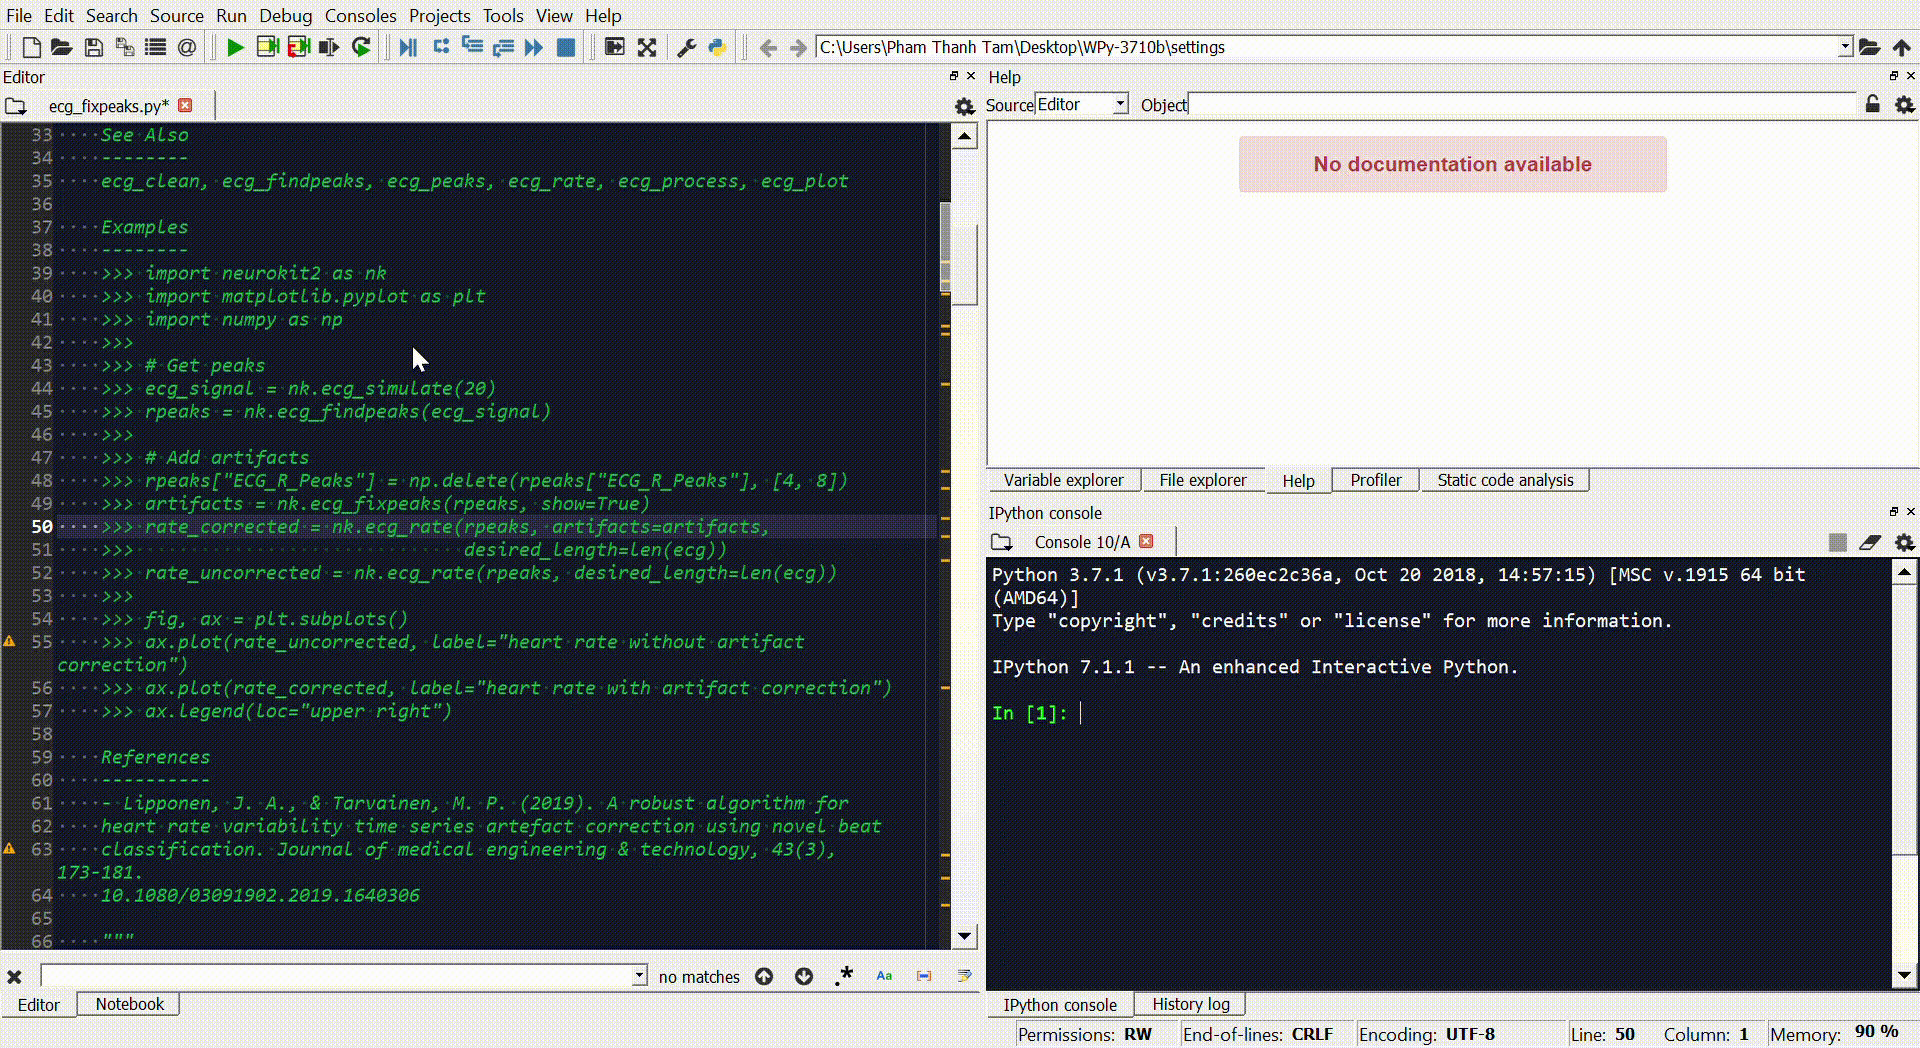 File Edit Search Source Run Debug Consoles Projects Tools View Help
C:\Users\Pham Thanh Tam\Desktop\WPy-3710b\settings
Editor
ecg_fixpeaks.py*
33 See Also
34 --------
35 ecg_clean, ecg_findpeaks, ecg_peaks, ecg_rate, ecg_process, ecg_plot
36
37 Examples
38 --------
39 >>> import neurokit2 as nk
40 >>> import matplotlib.pyplot as plt
41 >>> import numpy as np
42 >>>
43 >>> # Get peaks
44 >>> ecg_signal = nk.ecg_simulate(20)
45 >>> rpeaks = nk.ecg_findpeaks(ecg_signal)
46 >>>
47 >>> # Add artifacts
48 >>> rpeaks["ECG_R_Peaks"] = np.delete(rpeaks["ECG_R_Peaks"], [4, 8])
49 >>> artifacts = nk.ecg_fixpeaks(rpeaks, show=True)
50 >>> rate_corrected = nk.ecg_rate(rpeaks, artifacts=artifacts,
51 >>>                              desired_length=len(ecg))
52 >>> rate_uncorrected = nk.ecg_rate(rpeaks, desired_length=len(ecg))
53 >>>
54 >>> fig, ax = plt.subplots()
55 >>> ax.plot(rate_uncorrected, label="heart rate without artifact
correction")
56 >>> ax.plot(rate_corrected, label="heart rate with artifact correction")
57 >>> ax.legend(loc="upper right")
58
59 References
60 ----------
61 - Lipponen, J. A., & Tarvainen, M. P. (2019). A robust algorithm for
62 heart rate variability time series artefact correction using novel beat
63 classification. Journal of medical engineering & technology, 43(3),
173-181.
64 10.1080/03091902.2019.1640306
65
66 """
no matches
Aa
Editor Notebook
Help
Source Editor Object
No documentation available
Variable explorer File explorer Help Profiler Static code analysis
IPython console
Console 10/A
Python 3.7.1 (v3.7.1:260ec2c36a, Oct 20 2018, 14:57:15) [MSC v.1915 64 bit
(AMD64)]
Type "copyright", "credits" or "license" for more information.
IPython 7.1.1 -- An enhanced Interactive Python.
In [1]:
IPython console History log
Permissions: RW End-of-lines: CRLF Encoding: UTF-8 Line: 50 Column: 1 Memory: 90 %